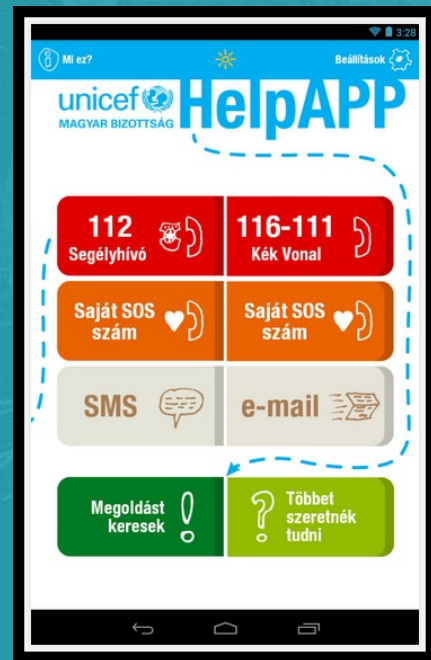 3:28
Mi ez?
Beállítások
unicef HelpAPP
MAGYAR BIZOTTSÁG
112
Segélyhívó
116-111
Kék Vonal
Saját SOS
szám
Saját SOS
szám
SMS
e-mail
Megoldást
keresek
Többet
szeretnék
tudni